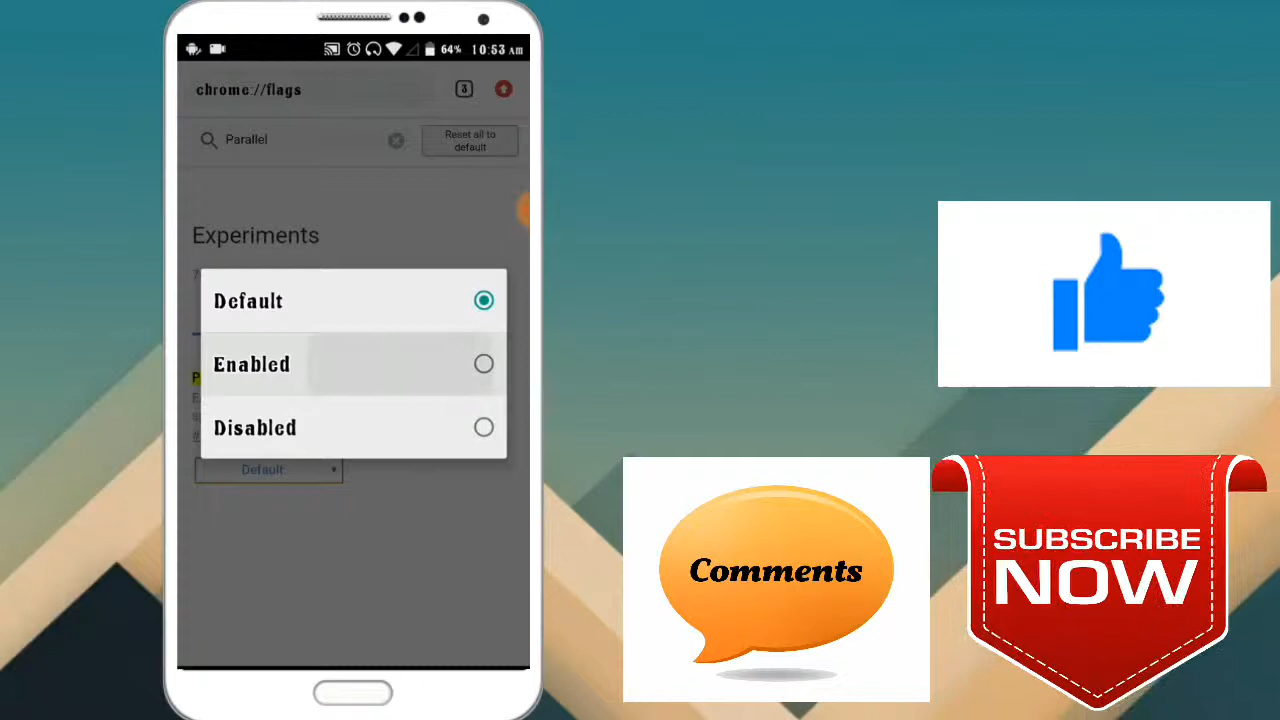 64% 10:53 AM
chrome://flags
3
Parallel
Reset all to
default
Experiments
Default
Enabled
Disabled
Default
Comments
SUBSCRIBE
NOW